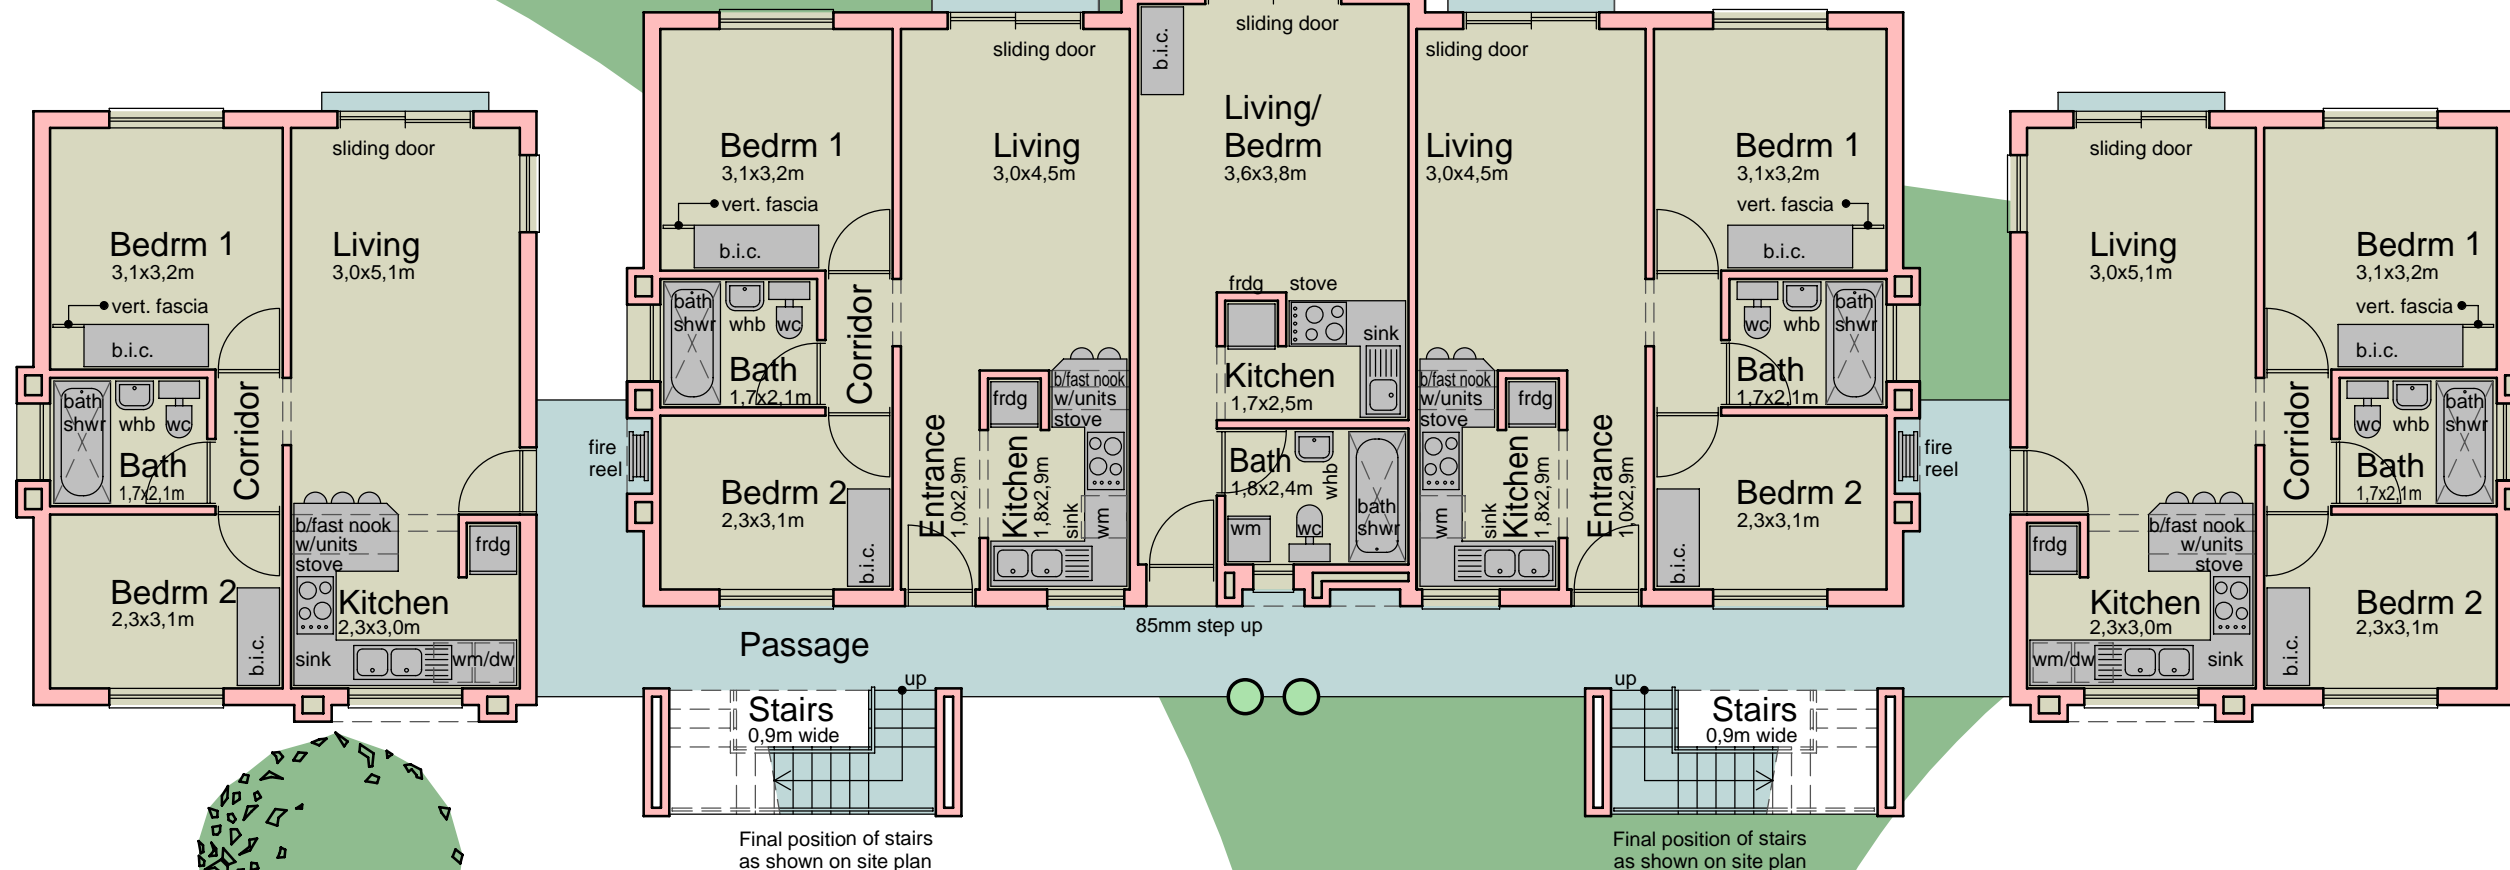 sliding door
Bedrm 1
3,1x3,2m
Living
3,0x5,1m
vert. fascia
b.i.c.
bath
shwr
whb
wc
Bath
1,7x2,1m
Corridor
b/fast nook
w/units
stove
frdg
Bedrm 2
2,3x3,1m
b.i.c.
Kitchen
2,3x3,0m
sink
wm/dw
sliding door
Bedrm 1
3,1x3,2m
Living
3,0x4,5m
vert. fascia
b.i.c.
bath
shwr
whb
wc
Bath
1,7x2,1m
Corridor
fire
reel
Bedrm 2
2,3x3,1m
b.i.c.
Entrance
1,0x2,9m
frdg
b/fast nook
w/units
stove
Kitchen
1,8x2,9m
sink
wm
b.i.c.
sliding door
Living/
Bedrm
3,6x3,8m
frdg
stove
sink
Kitchen
1,7x2,5m
Bath
1,8x2,4m
whb
wm
wc
bath
shwr
sliding door
Living
3,0x4,5m
Bedrm 1
3,1x3,2m
vert. fascia
b.i.c.
wc
whb
bath
shwr
Bath
1,7x2,1m
b/fast nook
w/units
stove
frdg
wm
sink
Kitchen
1,8x2,9m
Entrance
1,0x2,9m
Bedrm 2
2,3x3,1m
b.i.c.
fire
reel
Passage
85mm step up
up
Stairs
0,9m wide
Final position of stairs
as shown on site plan
up
Stairs
0,9m wide
Final position of stairs
as shown on site plan
sliding door
Living
3,0x5,1m
Bedrm 1
3,1x3,2m
vert. fascia
b.i.c.
Corridor
wc
whb
bath
shwr
Bath
1,7x2,1m
b/fast nook
w/units
stove
frdg
Kitchen
2,3x3,0m
wm/dw
sink
Bedrm 2
2,3x3,1m
b.i.c.